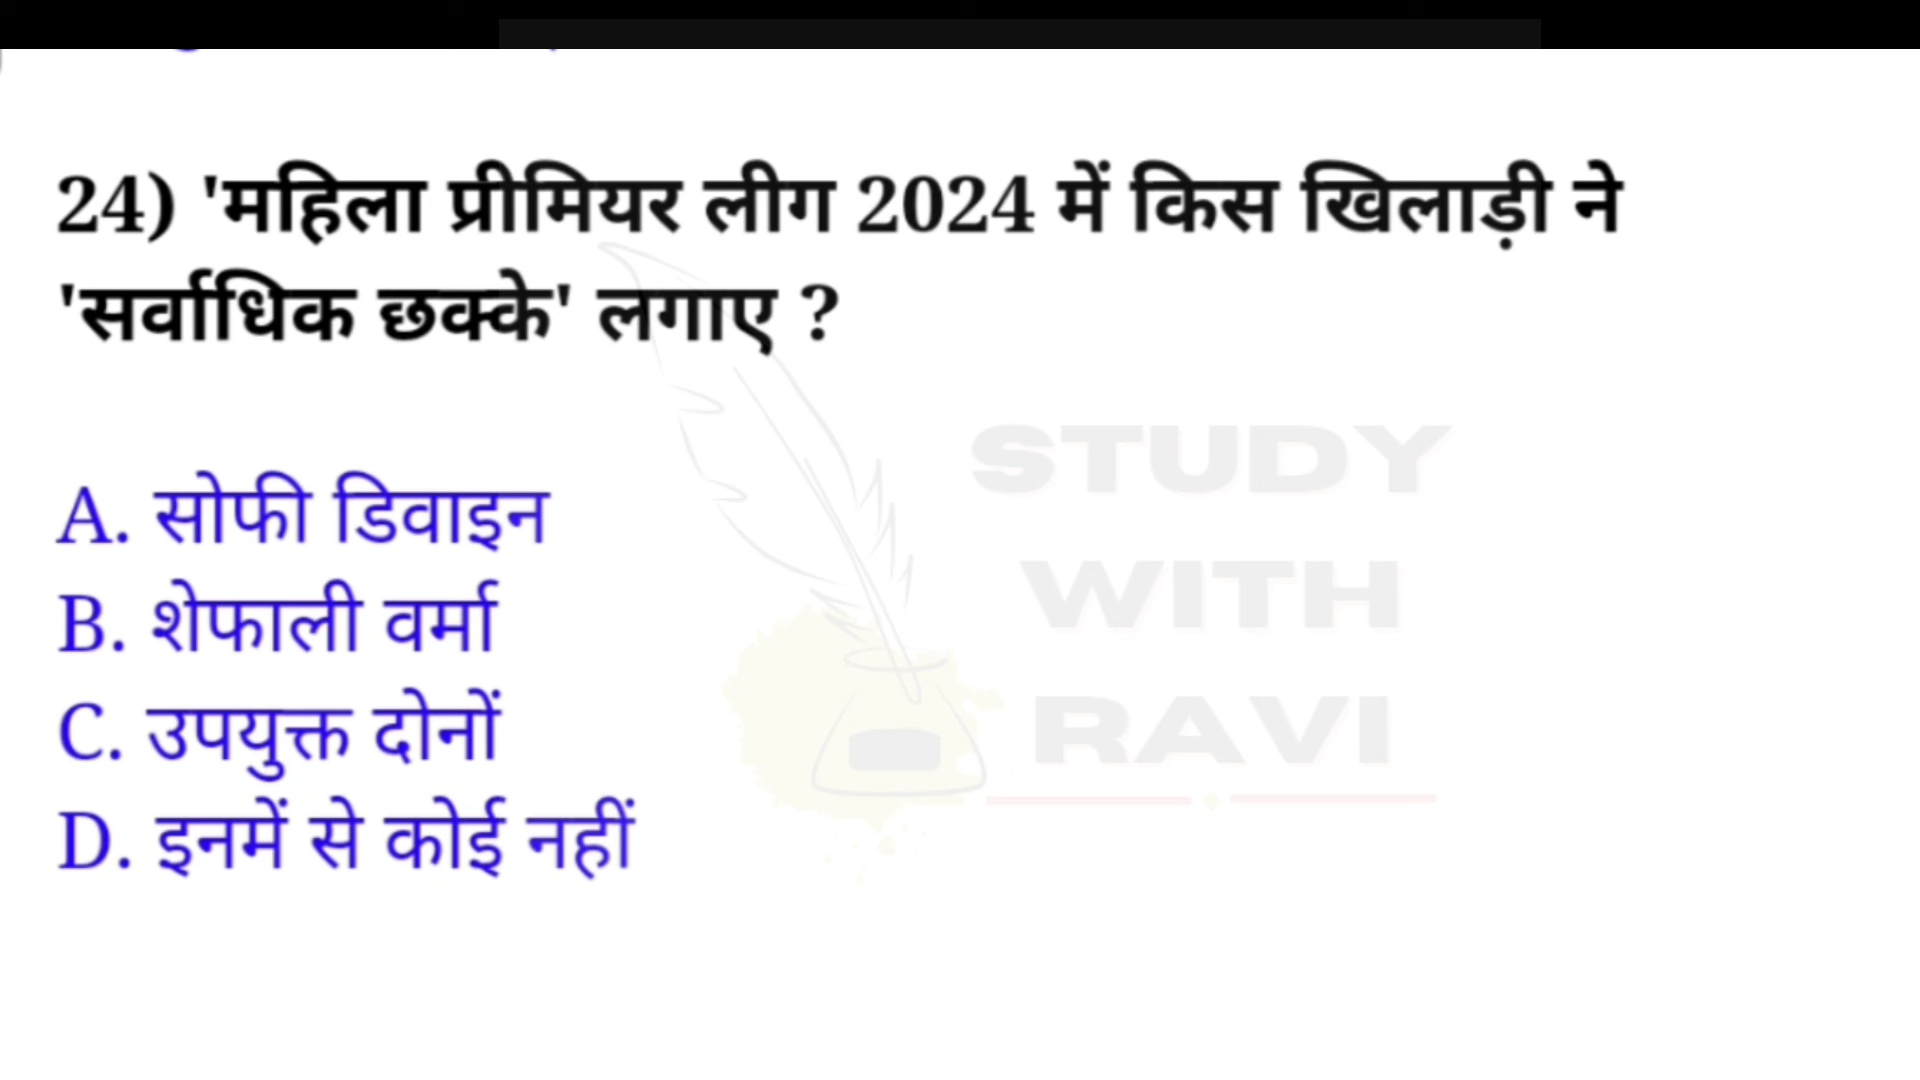 24) 'महिला प्रीमियर लीग 2024 में किस खिलाड़ी ने
'सर्वाधिक छक्के' लगाए ?
A. सोफी डिवाइन
B. शेफाली वर्मा
C. उपयुक्त दोनों
D. इनमें से कोई नहीं
STUDY
WITH
RAVI